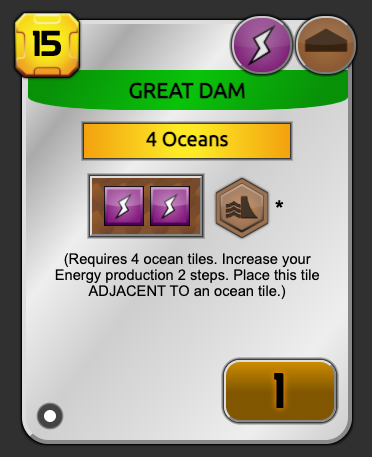 15
GREAT DAM
4 Oceans
*
(Requires 4 ocean tiles. Increase your
Energy production 2 steps. Place this tile
ADJACENT TO an ocean tile.)
1